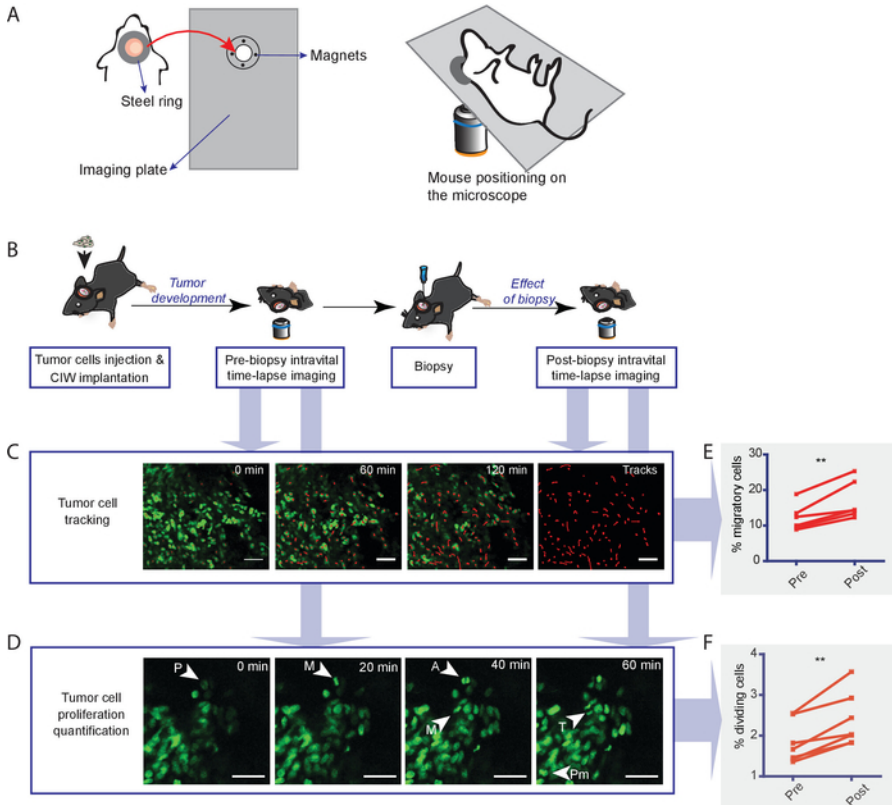 A
Magnets
Steel ring
Imaging plate
Mouse positioning on
the microscope
B
Tumor
development
Effect
of biopsy
Tumor cells injection &
CIW implantation
Pre-biopsy intravital
time-lapse imaging
Biopsy
Post-biopsy intravital
time-lapse imaging
C
Tumor cell
tracking
0 min
60 min
120 min
Tracks
E
% migratory cells
30
20
10
0
**
Pre
Post
D
Tumor cell
proliferation
quantification
P
0 min
M
20 min
A
40 min
M
60 min
T
Pm
F
% dividing cells
4
3
2
1
**
Pre
Post